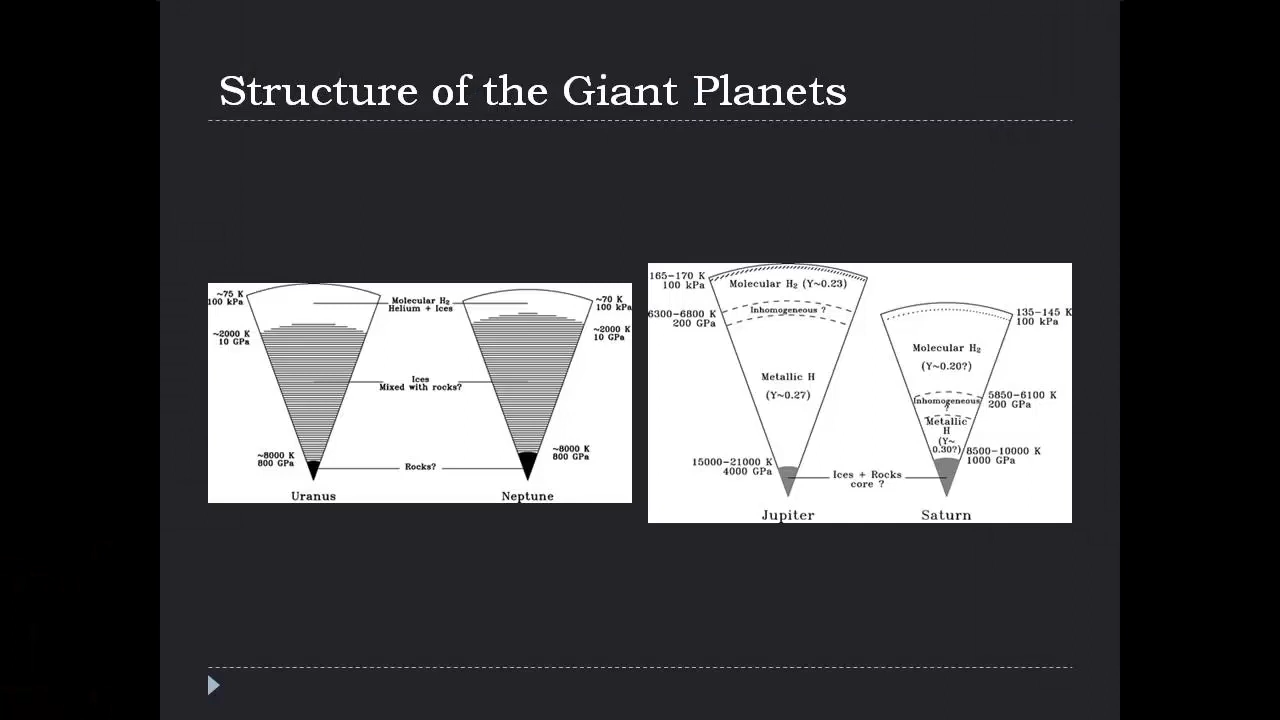 Structure of the Giant Planets
~75 K
100 kPa
~2000 K
10 GPa
~8000 K
800 GPa
Uranus
Molecular H₂
Helium + Ices
Ices
Mixed with rocks?
Rocks?
~70 K
100 kPa
~2000 K
10 GPa
~8000 K
800 GPa
Neptune
165-170 K
100 kPa
6300-6800 K
200 GPa
15000-21000 K
4000 GPa
Molecular H₂ (Y~0.23)
Inhomogeneous ?
Metallic H
(Y~0.27)
Jupiter
Ices + Rocks
core ?
135-145 K
100 kPa
Molecular H₂
(Y~0.20?)
Inhomogeneous
?
Metallic
H
(Y~
0.30?)
5850-6100 K
200 GPa
8500-10000 K
1000 GPa
Saturn